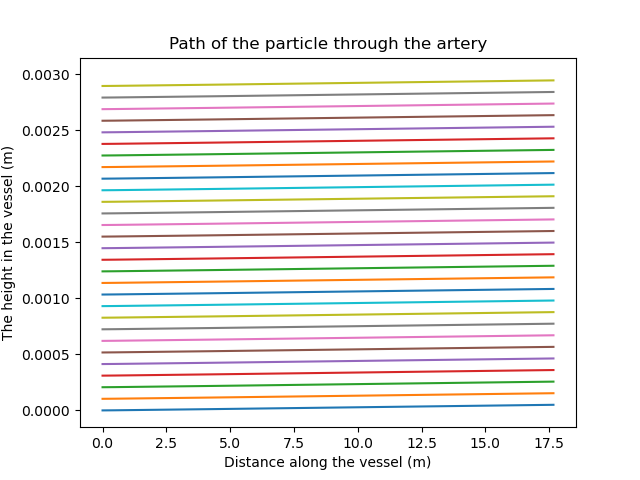 Path of the particle through the artery
The height in the vessel (m)
0.0030
0.0025
0.0020
0.0015
0.0010
0.0005
0.0000
0.0 2.5 5.0 7.5 10.0 12.5 15.0 17.5
Distance along the vessel (m)